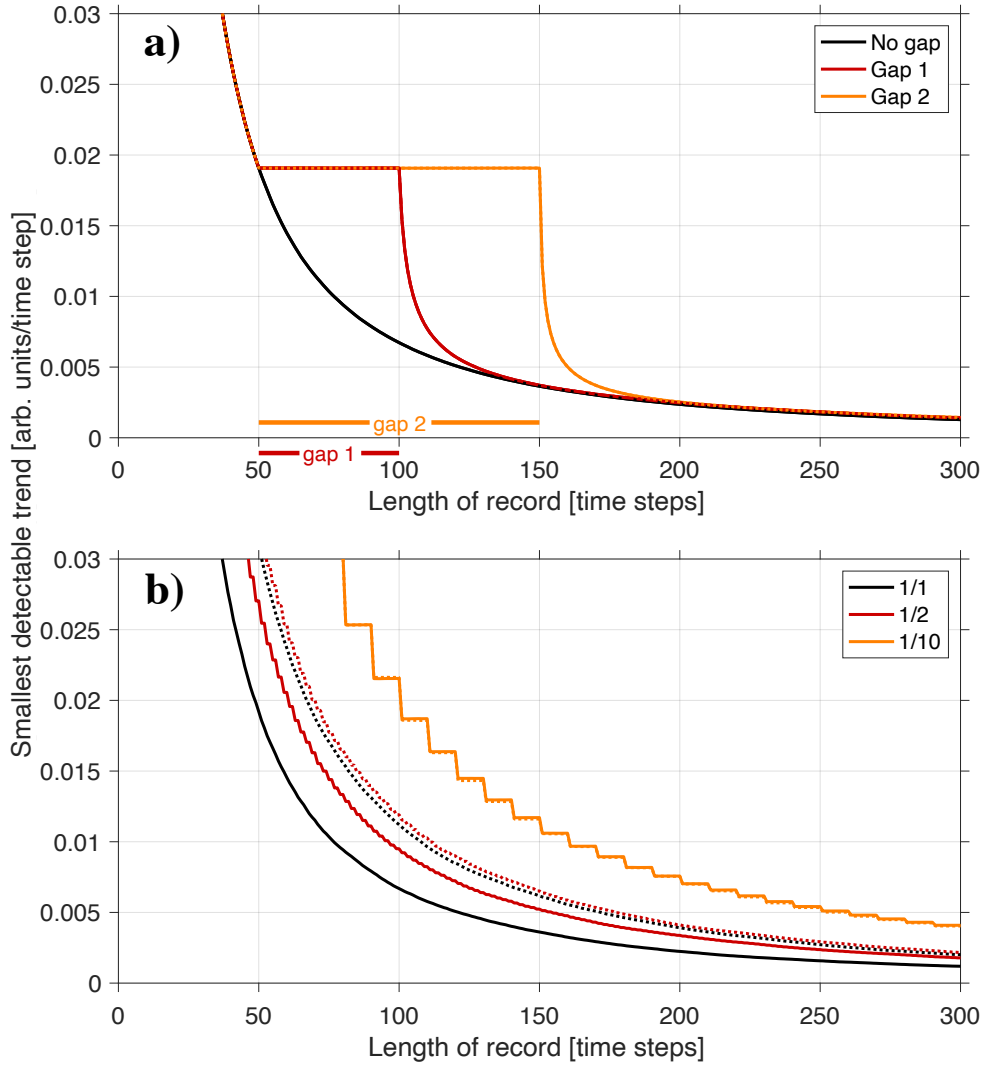 Smallest detectable trend [arb. units/time step]
a)
0.03
0.025
0.02
0.015
0.01
0.005
0
No gap
Gap 1
Gap 2
gap 2
gap 1
0 50 100 150 200 250 300
Length of record [time steps]
b)
0.03
0.025
0.02
0.015
0.01
0.005
0
1/1
1/2
1/10
0 50 100 150 200 250 300
Length of record [time steps]